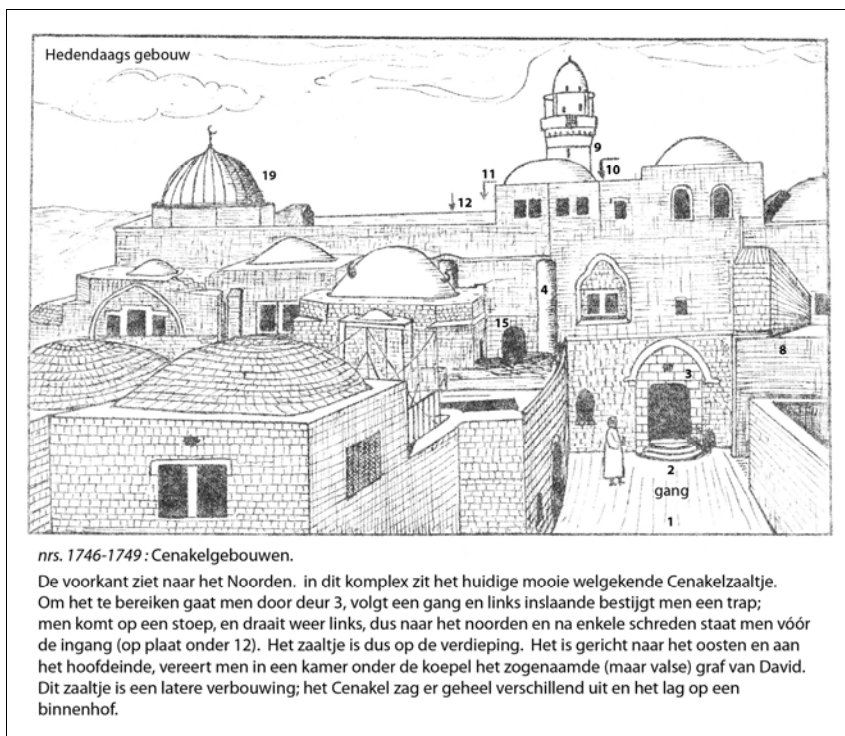 Hedendaags gebouw
19
9
11
10
12
4
15
8
3
2
gang
1
nrs. 1746-1749 : Cenakelgebouwen.
De voorkant ziet naar het Noorden. in dit komplex zit het huidige mooie welgekende Cenakelzaaltje.
Om het te bereiken gaat men door deur 3, volgt een gang en links inslaande bestijgt men een trap;
men komt op een stoep, en draait weer links, dus naar het noorden en na enkele schreden staat men vóór
de ingang (op plaat onder 12). Het zaaltje is dus op de verdieping. Het is gericht naar het oosten en aan
het hoofdeinde, vereert men in een kamer onder de koepel het zogenaamde (maar valse) graf van David.
Dit zaaltje is een latere verbouwing; het Cenakel zag er geheel verschillend uit en het lag op een
binnenhof.